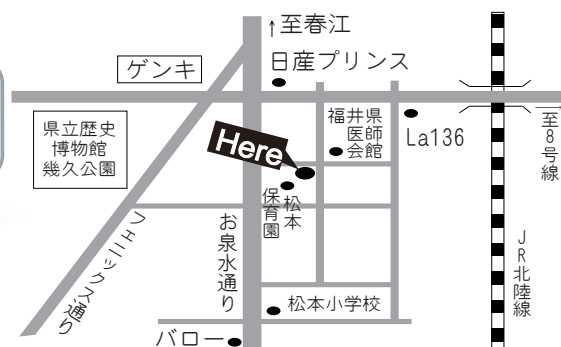 ↑至春江
日産プリンス
ゲンキ
県立歴史
博物館
幾久公園
福井県
医師
会館
La136
至8号線
Here
松本
保育園
フェニックス通り
お泉水通り
JR北陸線
松本小学校
バロー